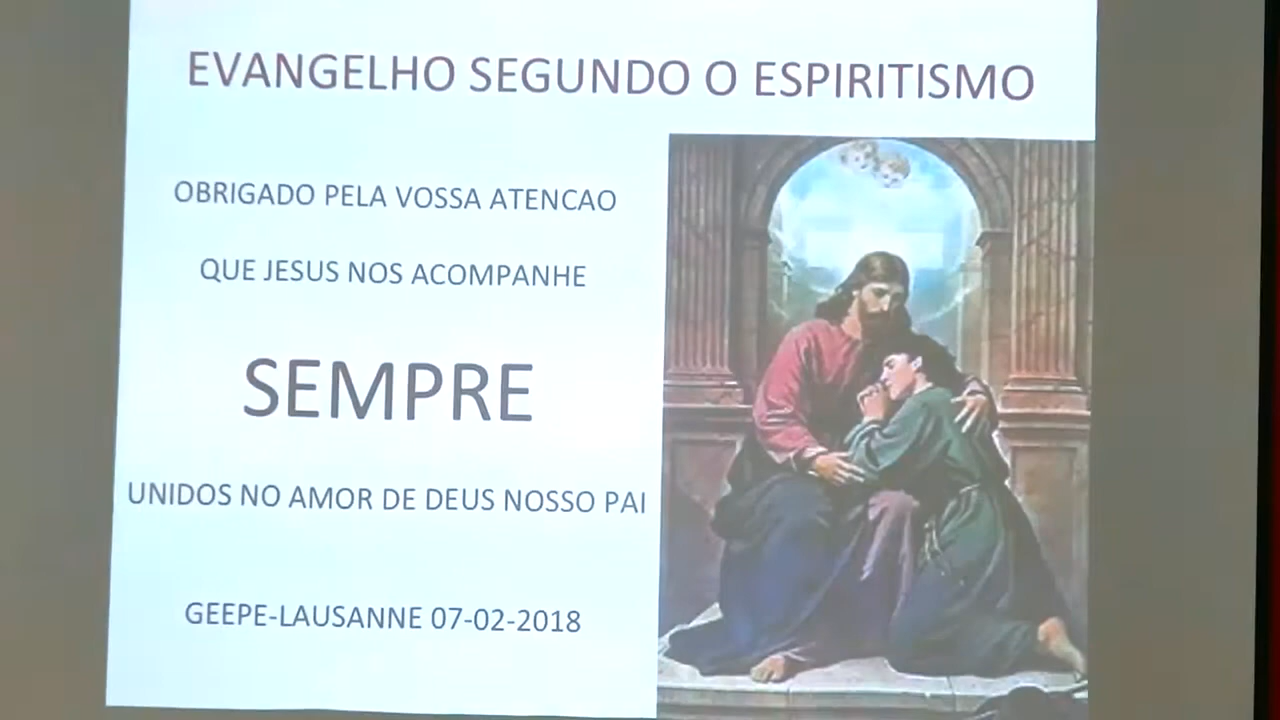 EVANGELHO SEGUNDO O ESPIRITISMO
OBRIGADO PELA VOSSA ATENCAO
QUE JESUS NOS ACOMPANHE
SEMPRE
UNIDOS NO AMOR DE DEUS NOSSO PAI
GEEPE-LAUSANNE 07-02-2018